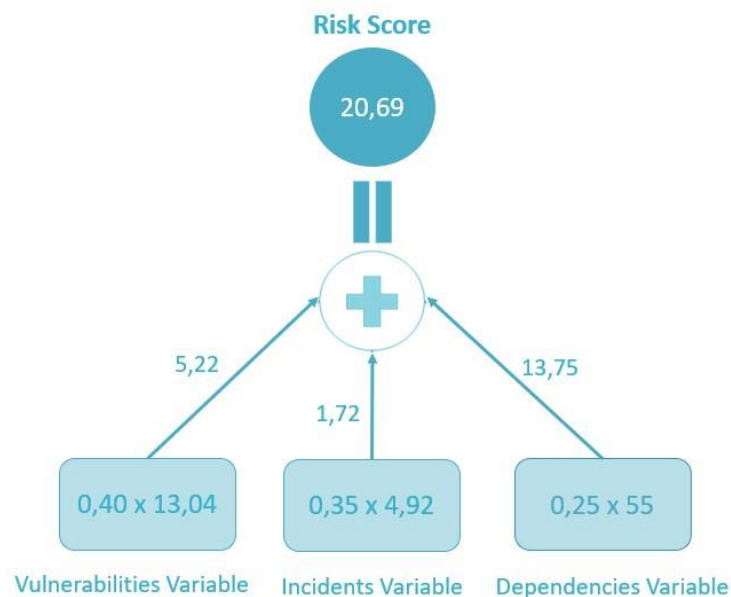 Risk Score
20,69
5,22
13,75
1,72
0,40 x 13,04
0,35 x 4,92
0,25 x 55
Vulnerabilities Variable
Incidents Variable
Dependencies Variable